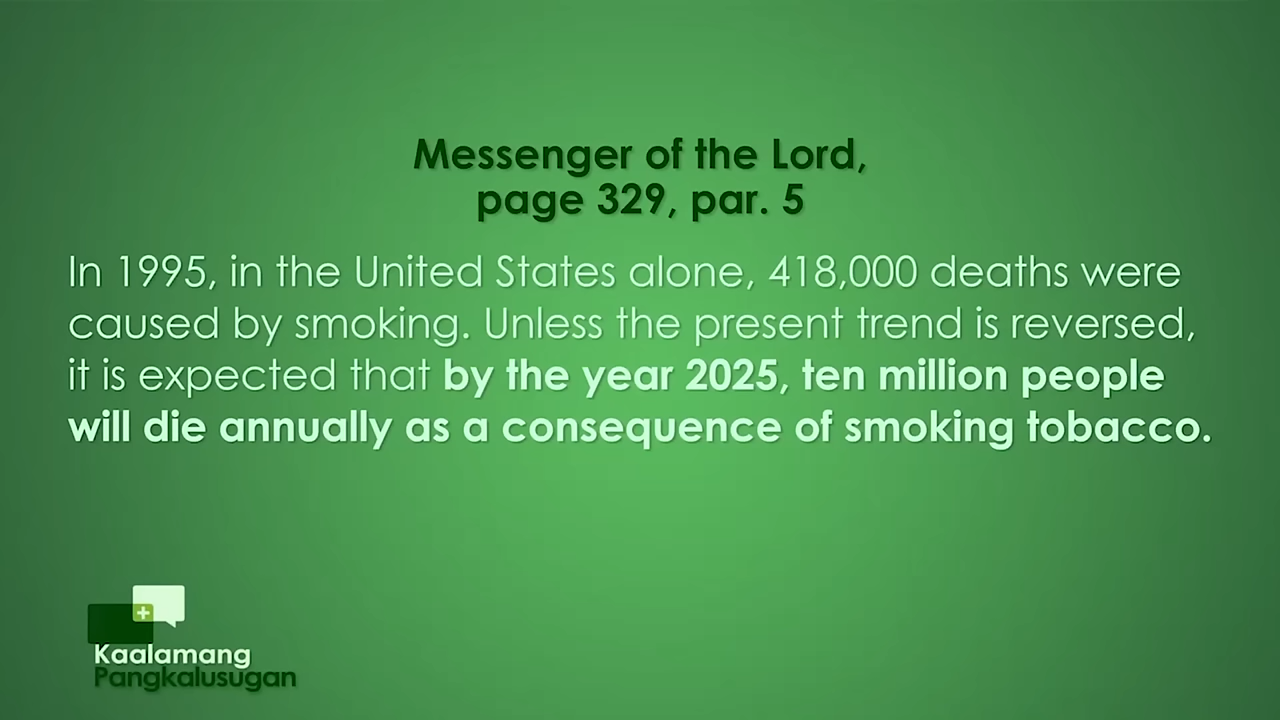 Messenger of the Lord,
page 329, par. 5
In 1995, in the United States alone, 418,000 deaths were
caused by smoking. Unless the present trend is reversed,
it is expected that by the year 2025, ten million people
will die annually as a consequence of smoking tobacco.
Kaalamang
Pangkalusugan